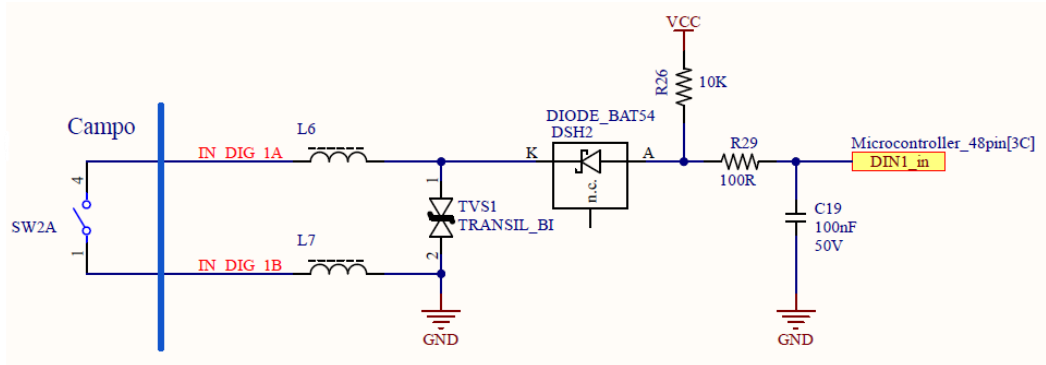 VCC
R26
10K
Campo
L6
DIODE_BAT54
DSH2
IN_DIG_1A
K
A
n.c.
R29
100R
Microcontroller_48pin[3C]
DIN1_in
4
SW2A
1
1
TVS1
TRANSIL_BI
2
C19
100nF
50V
L7
IN_DIG_1B
GND
GND